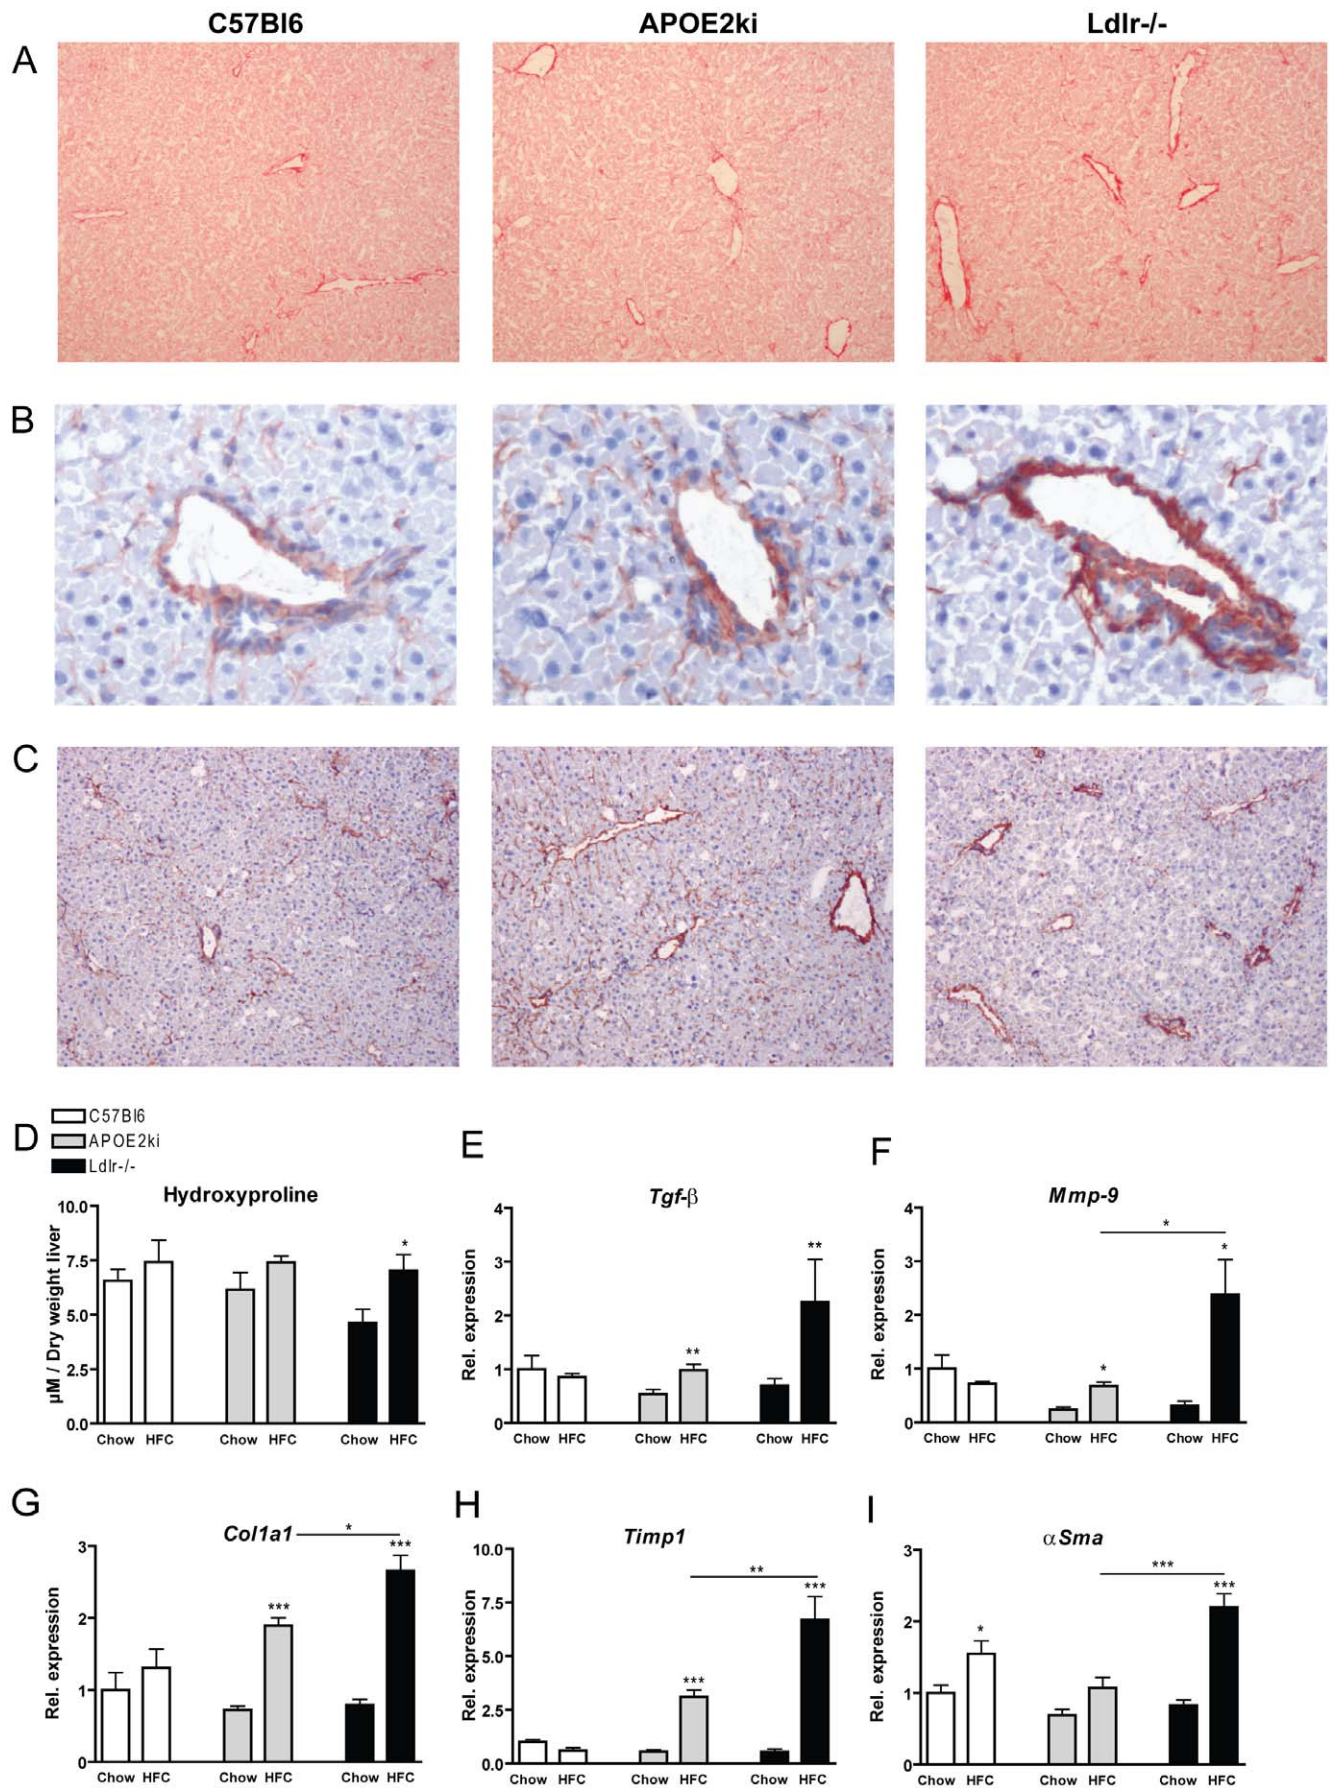 C57Bl6 APOE2ki Ldlr-/-
A
B
C
C57Bl6
APOE2ki
Ldlr-/-
D
Hydroxyproline
µM / Dry weight liver
10.0
7.5
5.0
2.5
0.0
*
Chow HFC Chow HFC Chow HFC
E
Tgf-β
Rel. expression
4
3
2
1
0
**
**
Chow HFC Chow HFC Chow HFC
F
Mmp-9
Rel. expression
4
3
2
1
0
*
*
*
Chow HFC Chow HFC Chow HFC
G
Col1a1
Rel. expression
3
2
1
0
*
***
***
Chow HFC Chow HFC Chow HFC
H
Timp1
Rel. expression
10.0
7.5
5.0
2.5
0.0
**
***
***
Chow HFC Chow HFC Chow HFC
I
αSma
Rel. expression
3
2
1
0
***
***
*
Chow HFC Chow HFC Chow HFC